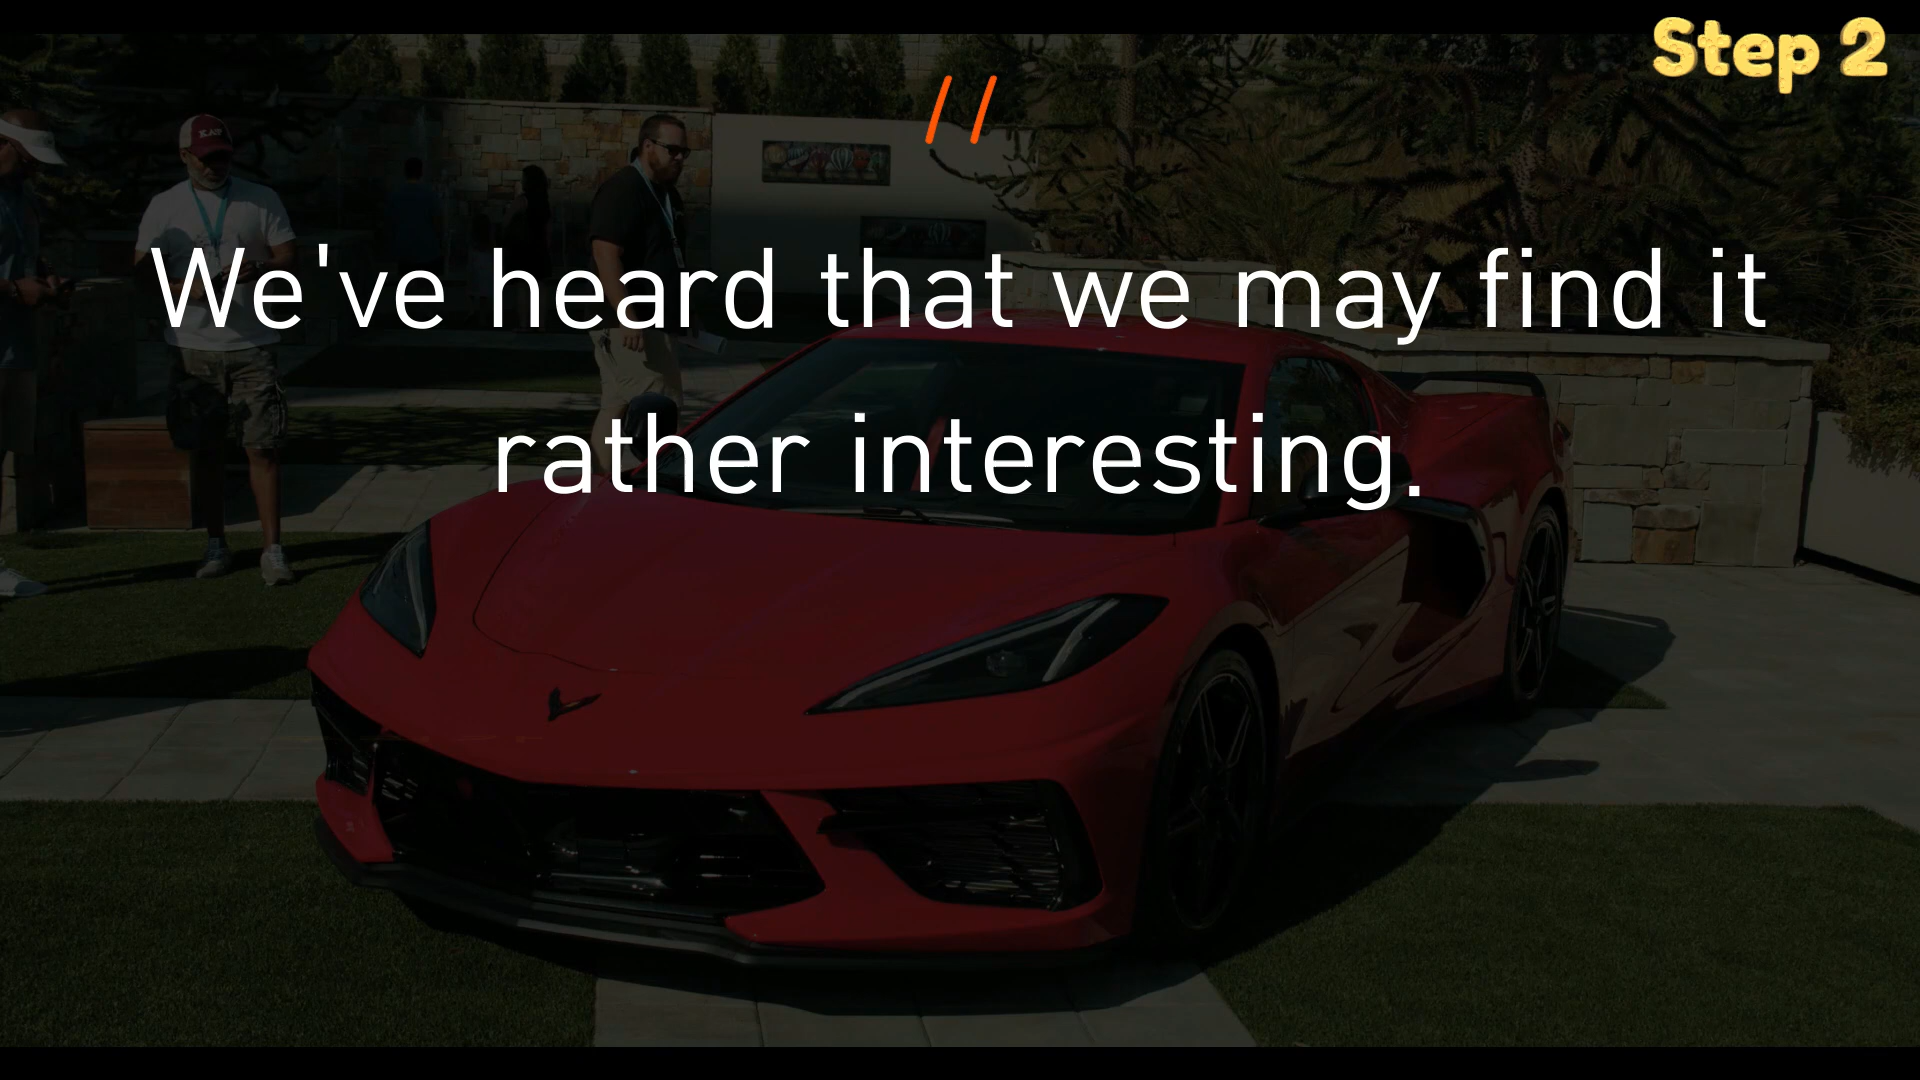 Step 2
//
We've heard that we may find it
rather interesting.